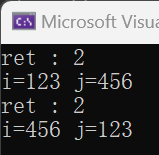 Microsoft Visua
ret : 2
i=123 j=456
ret : 2
i=456 j=123